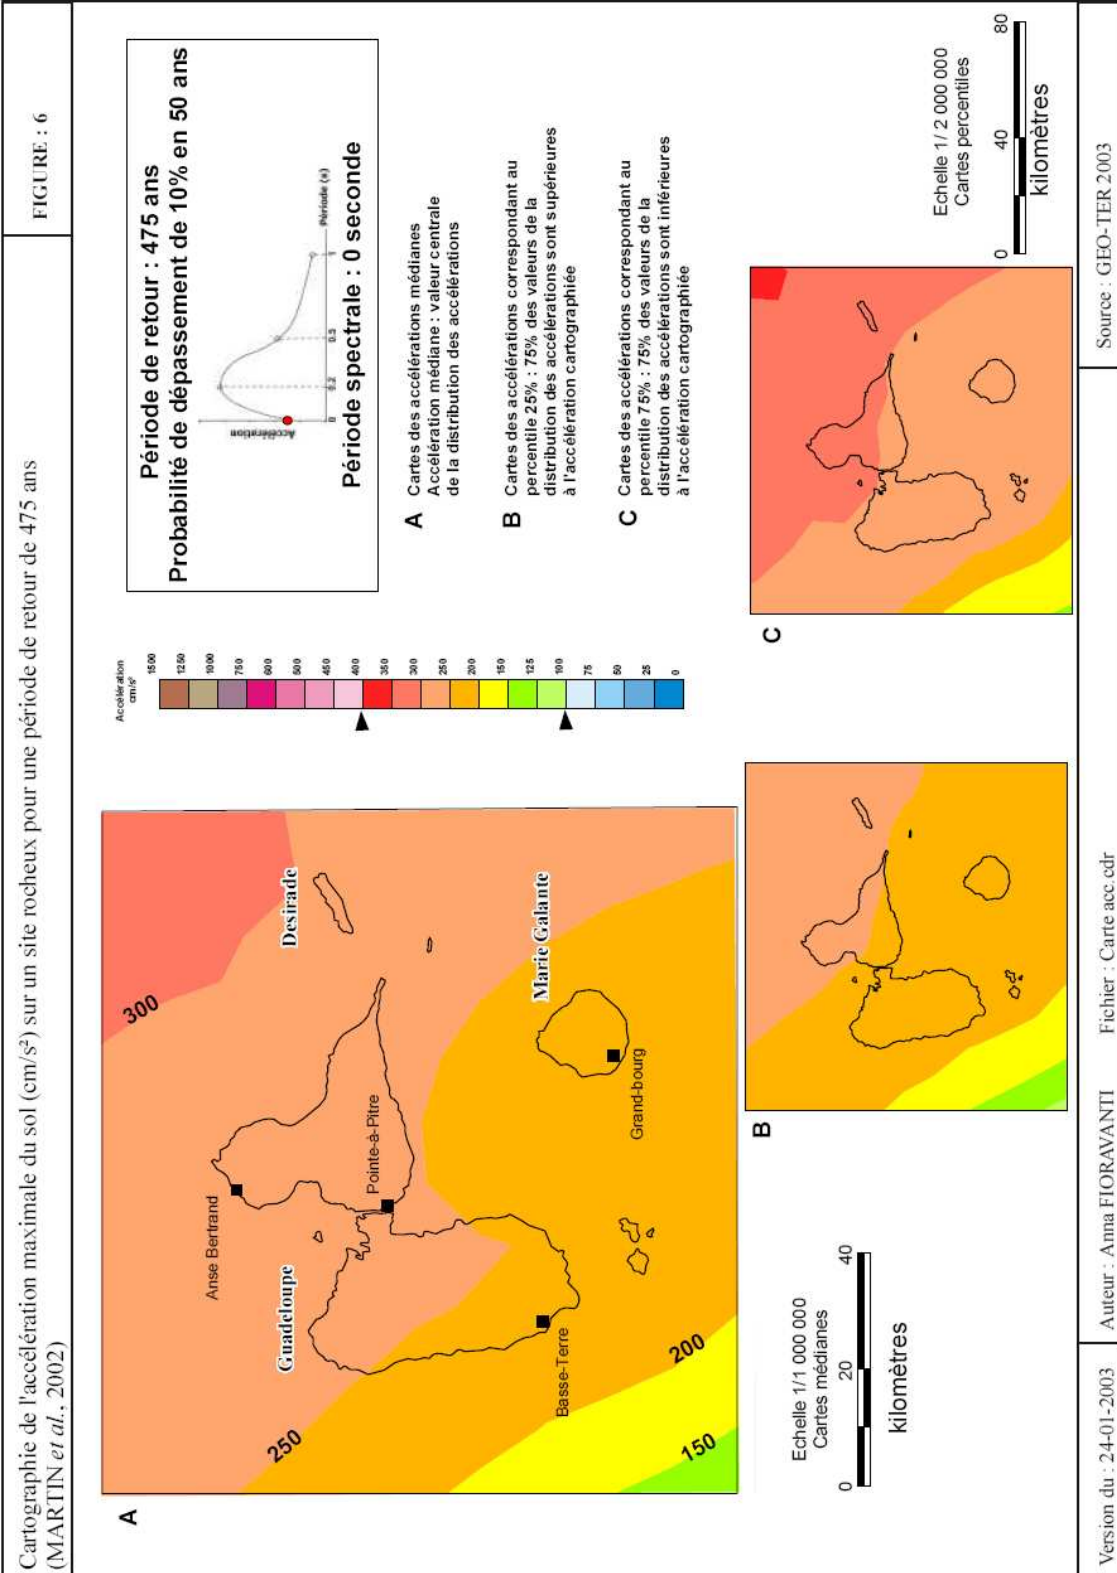 Cartographie de l'accélération maximale du sol (cm/s²) sur un site rocheux pour une période de retour de 475 ans
(MARTIN et al., 2002)
FIGURE : 6
A
300
250
200
150
Desirade
Marie Galante
Guadeloupe
Anse Bertrand
Pointe-à-Pitre
Grand-bourg
Basse-Terre
Echelle 1/1 000 000
Cartes médianes
0 20 40
kilomètres
Accélération
cm/s²
1500
1250
1000
750
600
500
450
400
350
300
250
200
150
125
100
75
50
25
0
Période de retour : 475 ans
Probabilité de dépassement de 10% en 50 ans
Accélération
0 0.2 0.5 1
Période (s)
Période spectrale : 0 seconde
A Cartes des accélérations médianes
Accélération médiane : valeur centrale
de la distribution des accélérations
B Cartes des accélérations correspondant au
percentile 25% : 75% des valeurs de la
distribution des accélérations sont supérieures
à l'accélération cartographiée
C Cartes des accélérations correspondant au
percentile 75% : 75% des valeurs de la
distribution des accélérations sont inférieures
à l'accélération cartographiée
B
C
Echelle 1/ 2 000 000
Cartes percentiles
0 40 80
kilomètres
Version du : 24-01-2003
Auteur : Anna FIORAVANTI
Fichier : Carte acc.cdr
Source : GEO-TER 2003